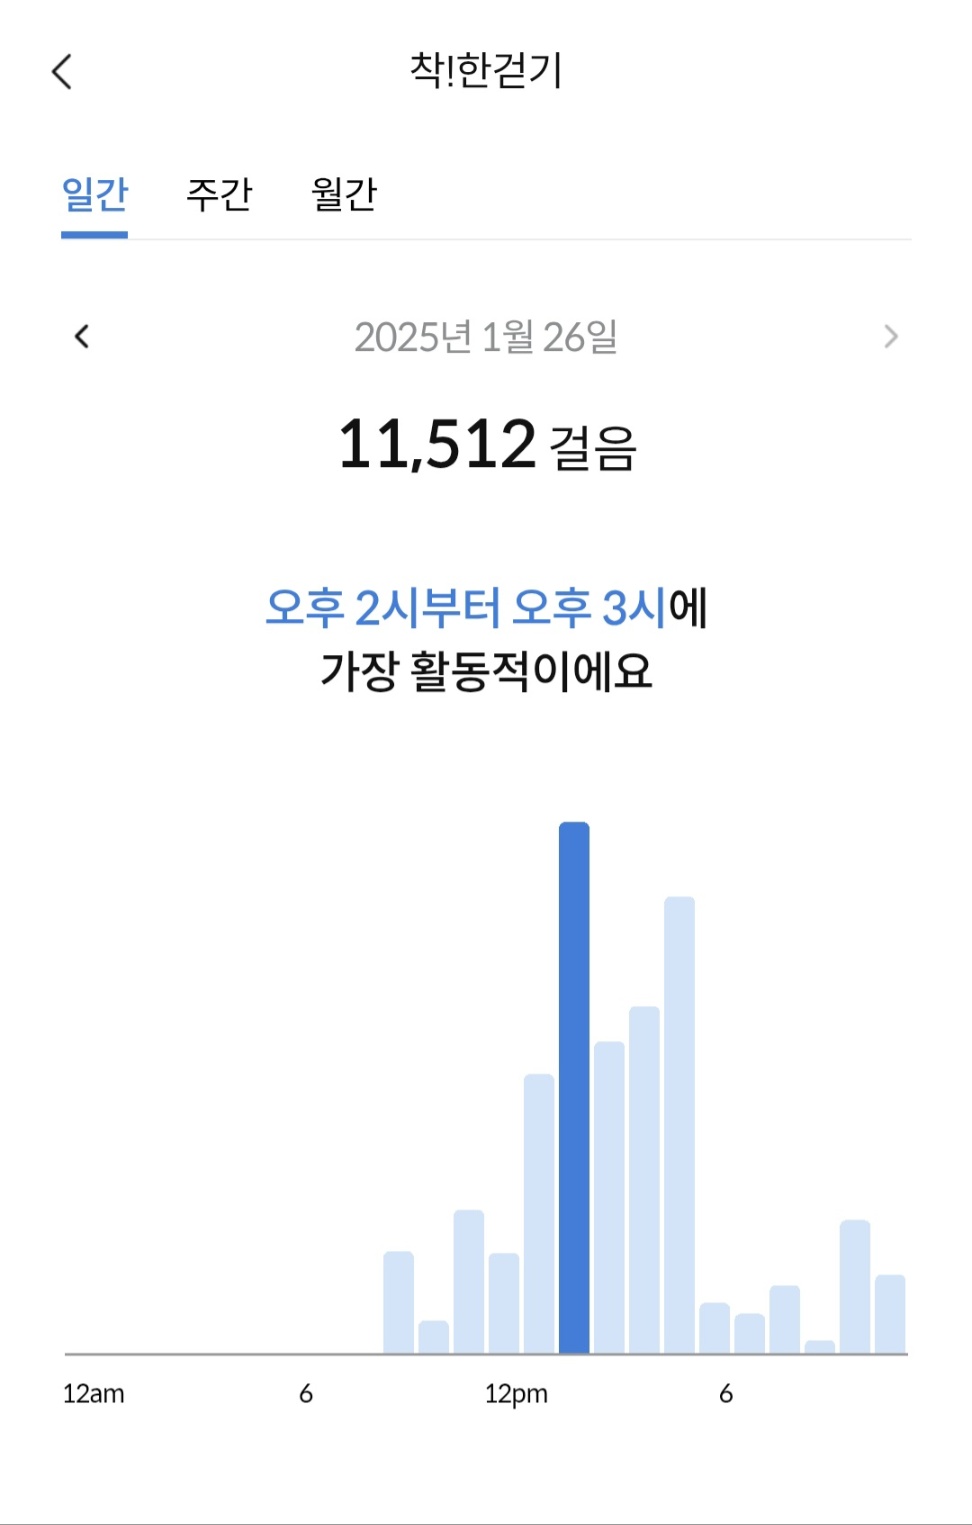 착!한걷기
일간 주간 월간
2025년 1월 26일
11,512 걸음
오후 2시부터 오후 3시에
가장 활동적이에요
12am 6 12pm 6